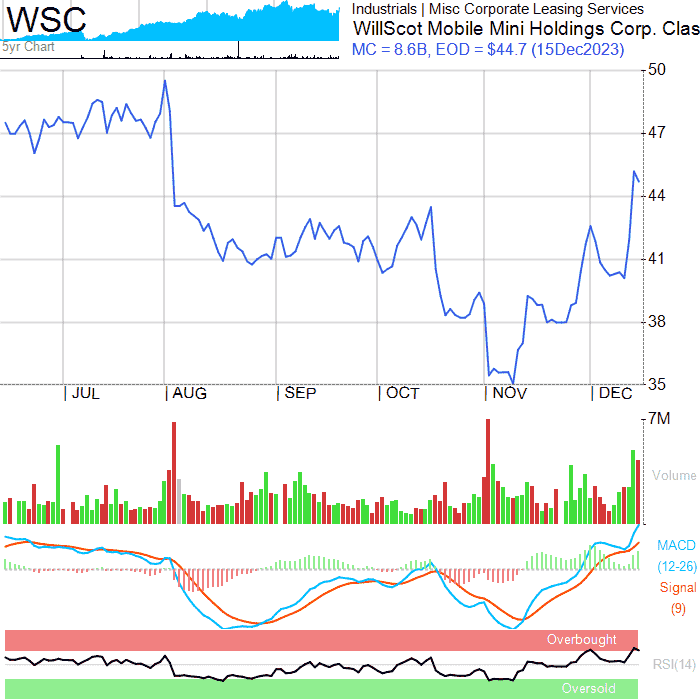 WSC
5yr Chart
Industrials | Misc Corporate Leasing Services
WillScot Mobile Mini Holdings Corp. Clas
MC = 8.6B, EOD = $44.7 (15Dec2023)
50
47
44
41
38
35
| JUL | AUG | SEP | OCT | NOV | DEC
7M
Volume
MACD
(12-26)
Signal
(9)
Overbought
RSI(14)
Oversold